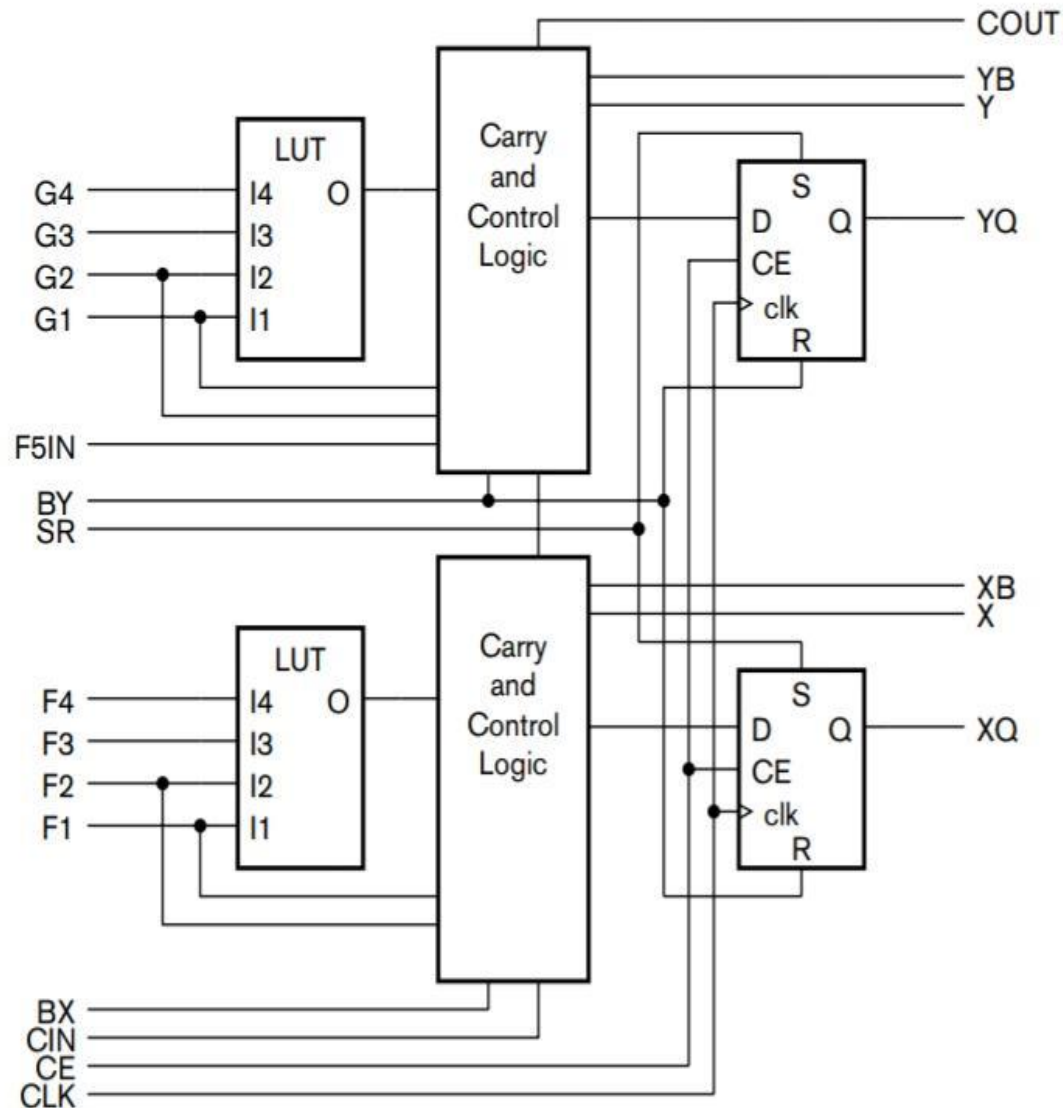 COUT
YB
Y
Carry
and
Control
Logic
LUT
I4 O
I3
I2
I1
G4
G3
G2
G1
S
D Q
CE
clk
R
YQ
F5IN
BY
SR
XB
X
Carry
and
Control
Logic
LUT
I4 O
I3
I2
I1
F4
F3
F2
F1
S
D Q
CE
clk
R
XQ
BX
CIN
CE
CLK